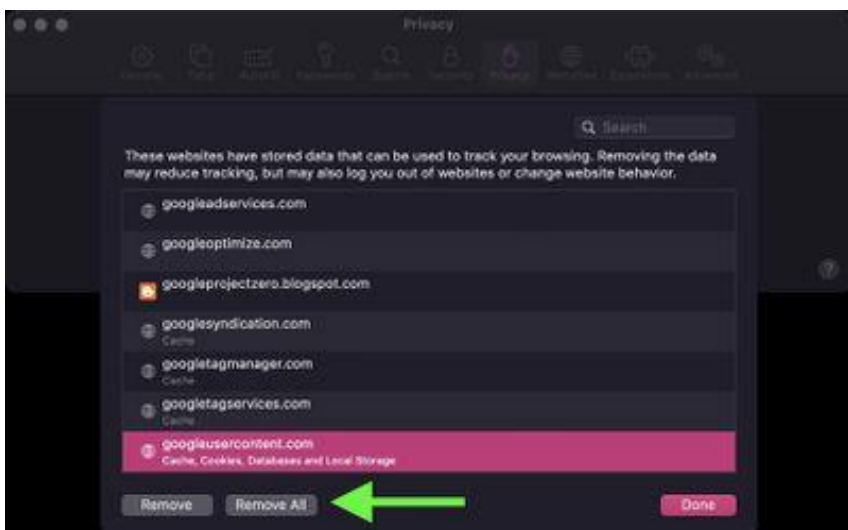 Privacy
Search
These websites have stored data that can be used to track your browsing. Removing the data
may reduce tracking, but may also log you out of websites or change website behavior.
googleadservices.com
googleoptimize.com
googleprojectzero.blogspot.com
googlesyndication.com
Cache
googletagmanager.com
Cache
googletagservices.com
Cache
googleusercontent.com
Cache, Cookies, Databases and Local Storage
Remove Remove All Done